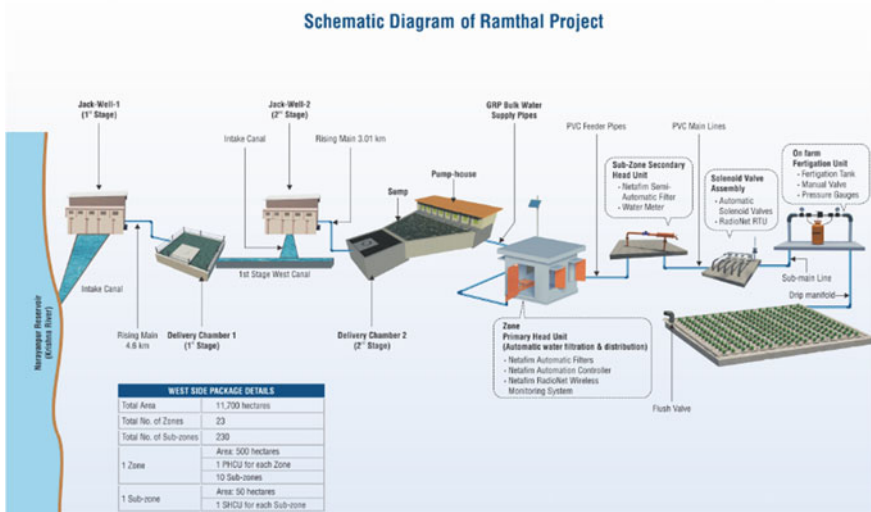 Schematic Diagram of Ramthal Project
Jack-Well-1
(1st Stage)
Jack-Well-2
(2nd Stage)
Intake Canal
Rising Main 3.01 km
GRP Bulk Water
Supply Pipes
PVC Feeder Pipes
PVC Main Lines
On farm
Fertigation Unit
• Fertigation Tank
• Manual Valve
• Pressure Gauges
Sub-Zone Secondary
Head Unit
• Netafim Semi-
Automatic Filter
• Water Meter
Solenoid Valve
Assembly
• Automatic
Solenoid Valves
• RadioNet RTU
Pump-house
Sump
Narayanpur Reservoir
(Krishna River)
Intake Canal
Rising Main
4.6 km
Delivery Chamber 1
(1st Stage)
1st Stage West Canal
Delivery Chamber 2
(2nd Stage)
Zone
Primary Head Unit
(Automatic water filtration & distribution)
• Netafim Automatic Filters
• Netafim Automation Controller
• Netafim RadioNet Wireless
Monitoring System
Sub-main Line
Drip manifold
Flush Valve
WEST SIDE PACKAGE DETAILS
Total Area 11,700 hectares
Total No. of Zones 23
Total No. of Sub-zones 230
1 Zone
Area: 500 hectares
1 PHCU for each Zone
10 Sub-zones
1 Sub-zone
Area: 50 hectares
1 SHCU for each Sub-zone